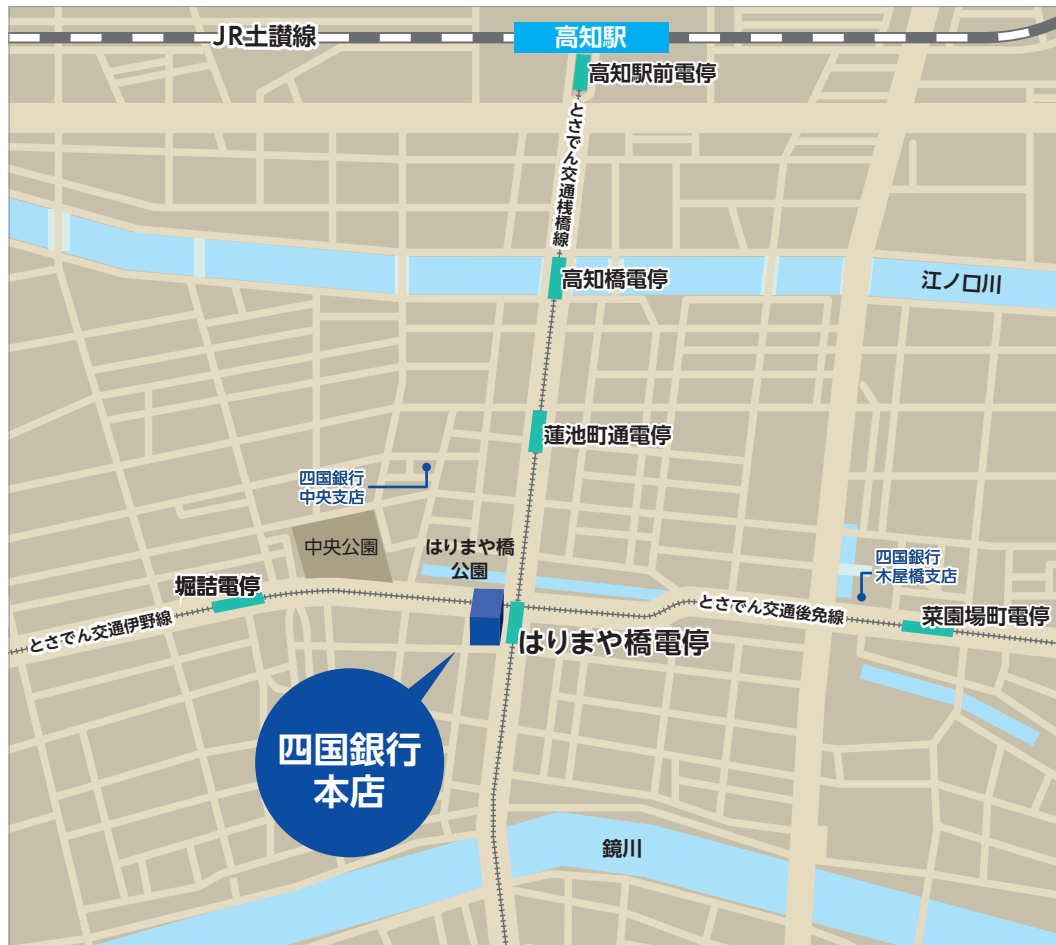 JR土讃線
高知駅
高知駅前電停
とさでん交通桟橋線
高知橋電停
江ノ口川
蓮池町通電停
四国銀行
中央支店
中央公園
はりまや橋
公園
四国銀行
木屋橋支店
堀詰電停
とさでん交通伊野線
とさでん交通後免線
菜園場町電停
はりまや橋電停
四国銀行
本店
鏡川